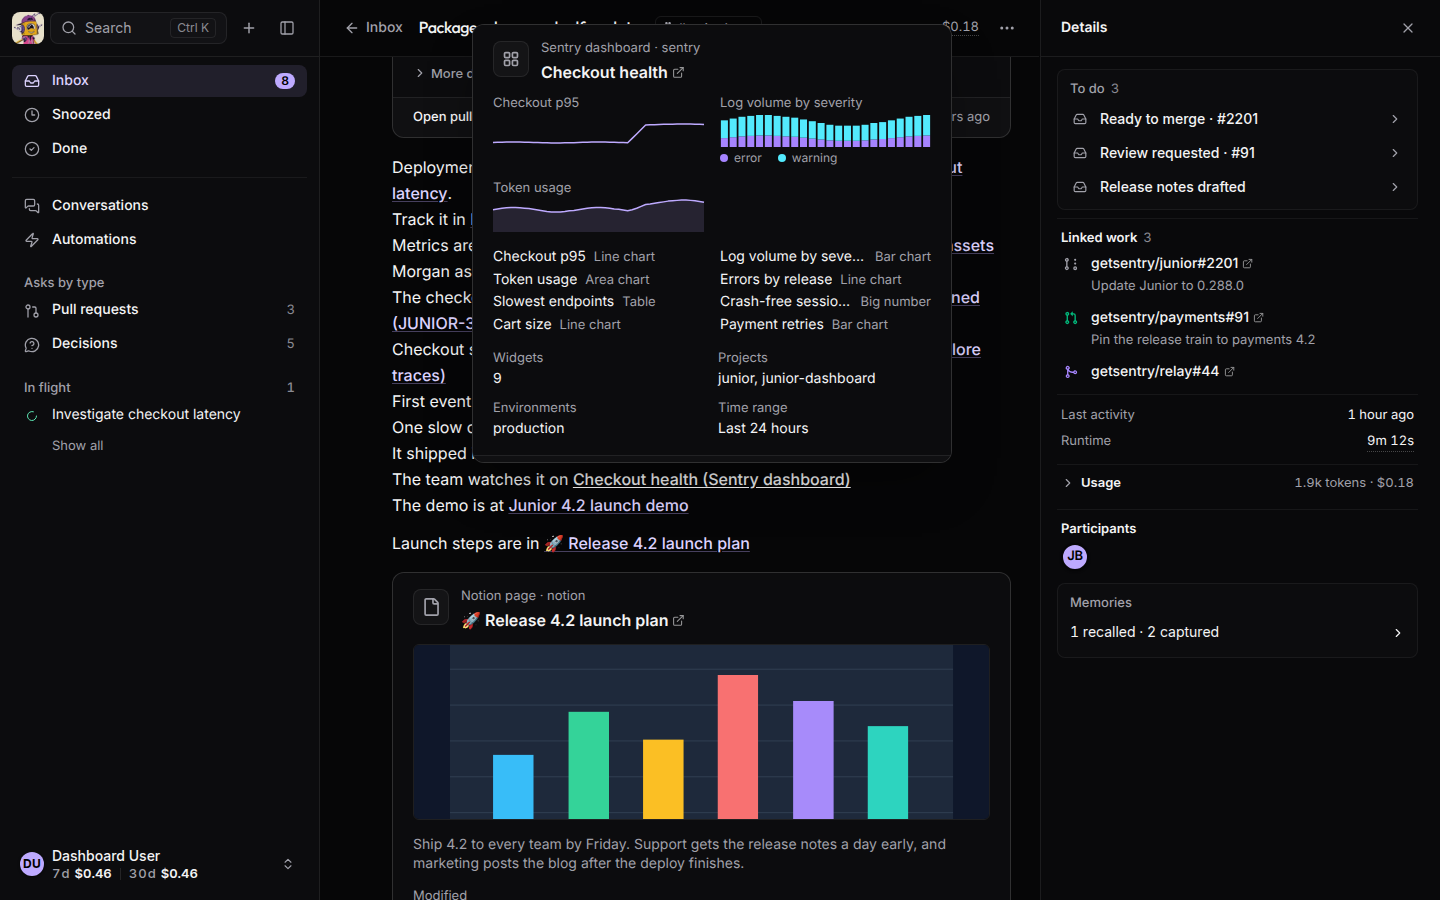 Search
Ctrl K
Inbox
8
Snoozed
Done
Conversations
Automations
Asks by type
Pull requests
3
Decisions
5
In flight
1
Investigate checkout latency
Show all
Dashboard User
7d $0.46
30d $0.46
DU
Inbox
Package
$0.18
More
Open pull
rs ago
latency.
Track it in
Metrics are
ssets
Morgan as
The check
(JUNIOR-3
Checkout
lore
traces)
First event
One slow
It shipped
The team watches it on Checkout health (Sentry dashboard)
The demo is at Junior 4.2 launch demo
Launch steps are in 🚀 Release 4.2 launch plan
Sentry dashboard · sentry
Checkout health
Checkout p95
Log volume by severity
error
warning
Token usage
Checkout p95 Line chart
Log volume by seve... Bar chart
Token usage Area chart
Errors by release Line chart
Slowest endpoints Table
Crash-free sessio... Big number
Cart size Line chart
Payment retries Bar chart
Widgets
9
Projects
junior, junior-dashboard
Environments
production
Time range
Last 24 hours
Notion page · notion
🚀 Release 4.2 launch plan
Ship 4.2 to every team by Friday. Support gets the release notes a day early, and
marketing posts the blog after the deploy finishes.
Modified
Details
To do 3
Ready to merge · #2201
Review requested · #91
Release notes drafted
Linked work 3
getsentry/junior#2201
Update Junior to 0.288.0
getsentry/payments#91
Pin the release train to payments 4.2
getsentry/relay#44
Last activity
1 hour ago
Runtime
9m 12s
Usage
1.9k tokens · $0.18
Participants
JB
Memories
1 recalled · 2 captured